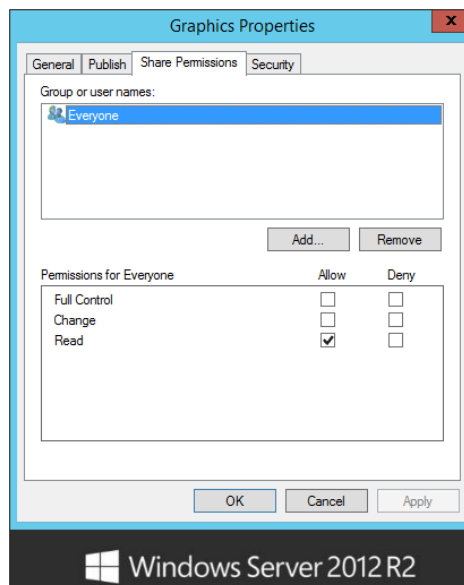 Graphics Properties
x
General Publish Share Permissions Security
Group or user names:
Everyone
Add... Remove
Permissions for Everyone Allow Deny
Full Control
Change
Read
OK Cancel Apply
Windows Server 2012 R2